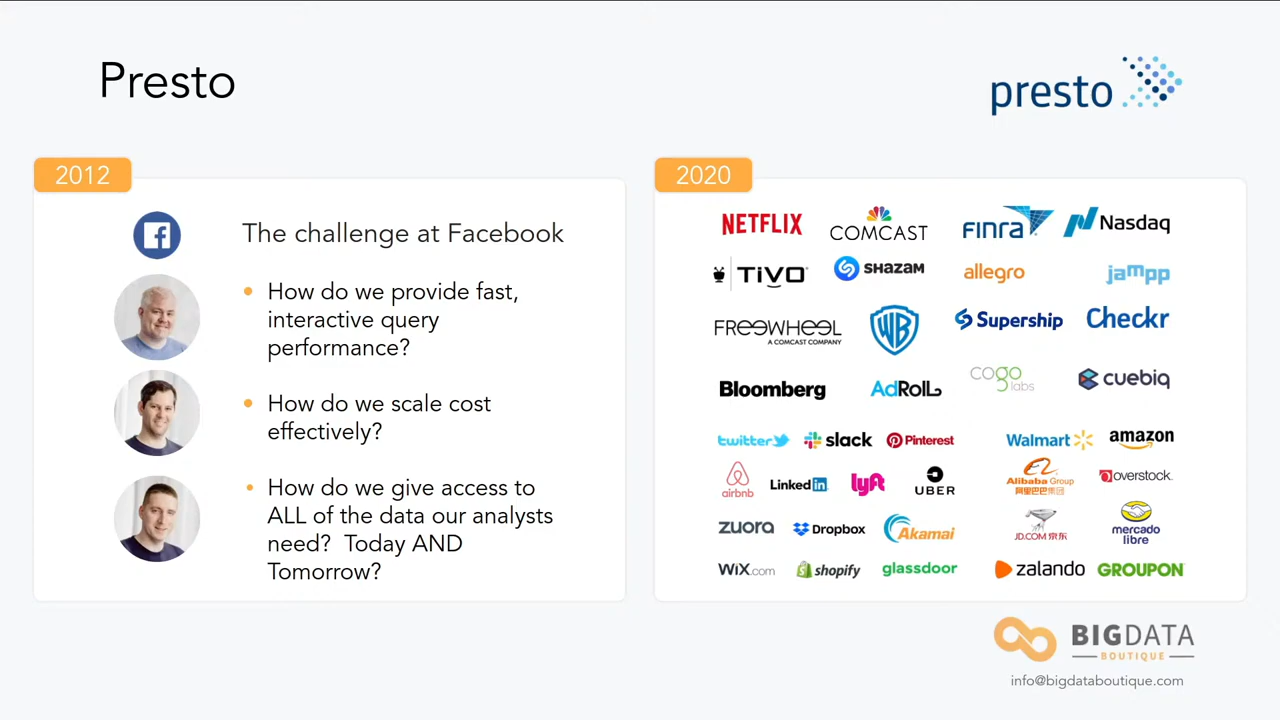 Presto
presto
2012
The challenge at Facebook
• How do we provide fast,
interactive query
performance?
• How do we scale cost
effectively?
• How do we give access to
ALL of the data our analysts
need?  Today AND
Tomorrow?
2020
NETFLIX COMCAST FINRA Nasdaq
TiVo SHAZAM allegro jampp
FREEWHEEL
A COMCAST COMPANY
WB Supership Checkr
Bloomberg AdRoll cogo labs cuebiq
twitter slack Pinterest Walmart amazon
airbnb LinkedIn lyft UBER Alibaba Group overstock.
阿里巴巴集团
zuora Dropbox Akamai JD.COM 京东 mercado
libre
WiX.com shopify glassdoor zalando GROUPON
BIGDATA
BOUTIQUE
info@bigdataboutique.com